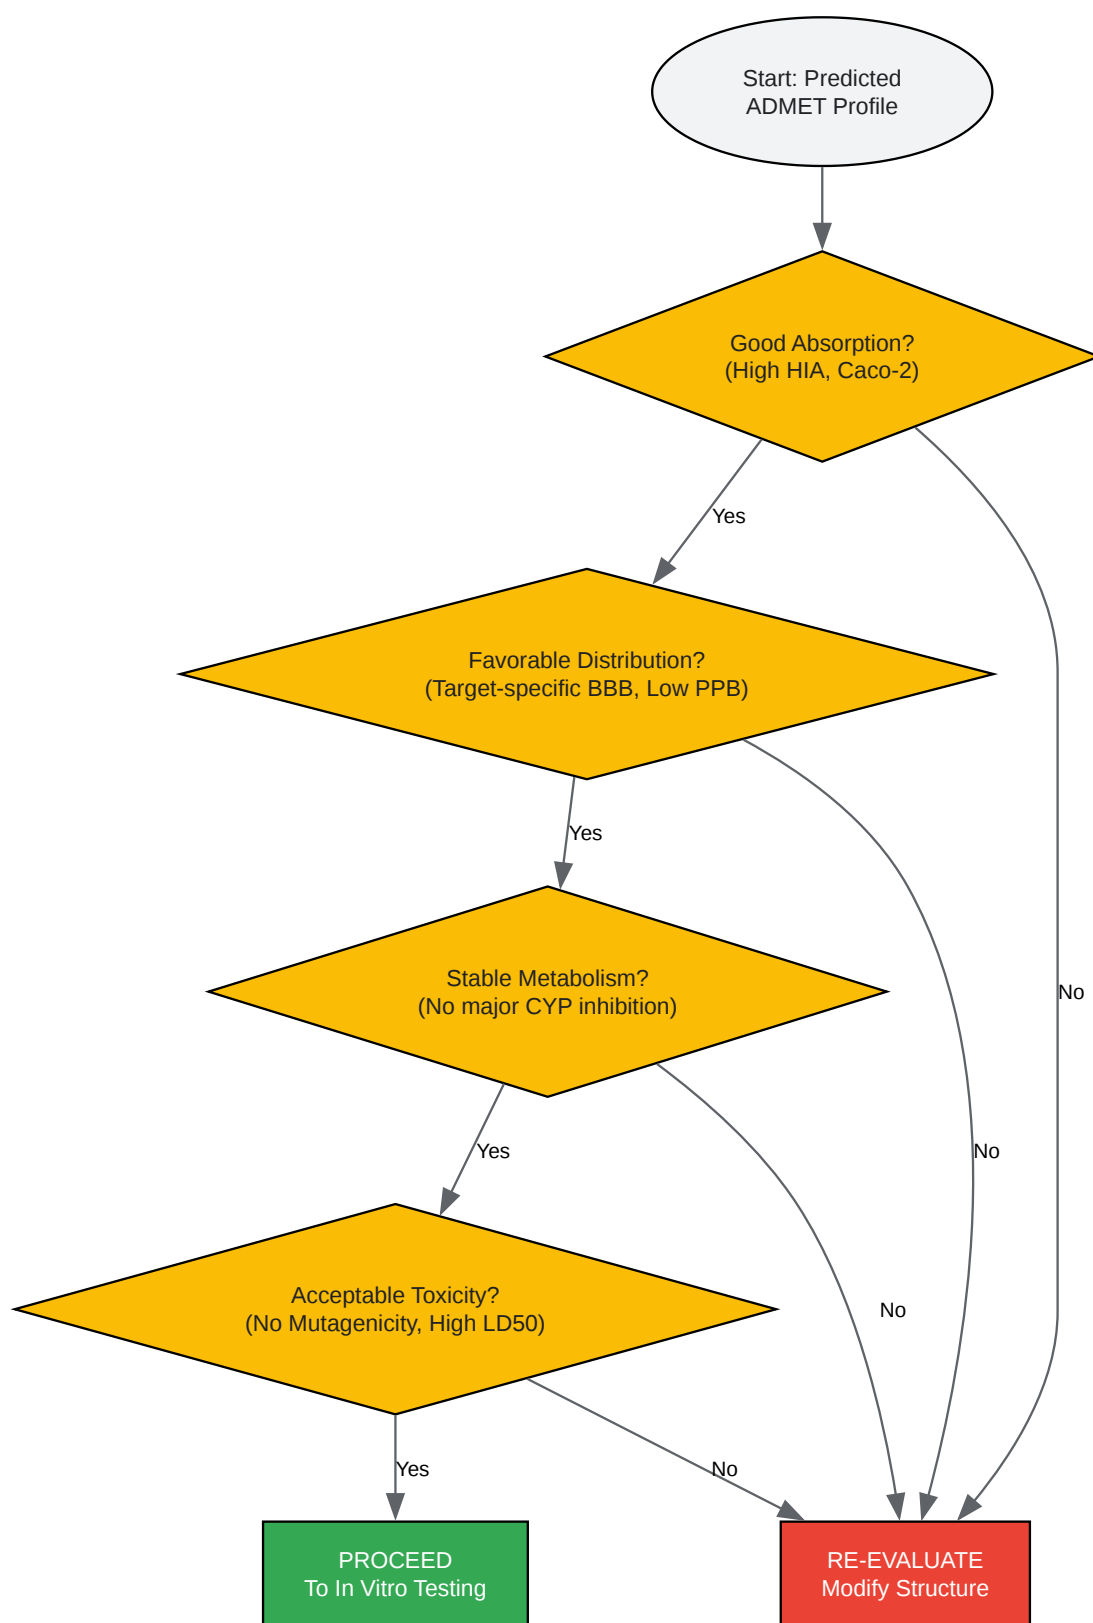 Start: Predicted
ADMET Profile
Good Absorption?
(High HIA, Caco-2)
Yes
Favorable Distribution?
(Target-specific BBB, Low PPB)
Yes
Stable Metabolism?
(No major CYP inhibition)
No
Yes
No
Acceptable Toxicity?
(No Mutagenicity, High LD50)
No
Yes
No
PROCEED
To In Vitro Testing
RE-EVALUATE
Modify Structure